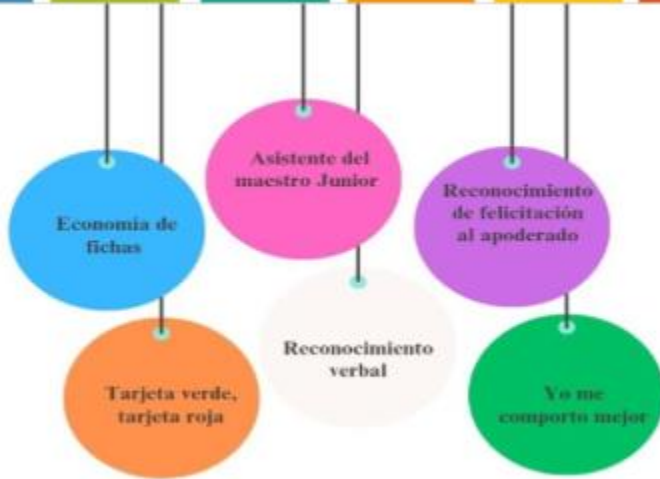 Asistente del
maestro Junior
Economia de
fichas
Reconocimiento
de felicitación
al apoderado
Reconocimiento
verbal
Tarjeta verde,
tarjeta roja
Yo me
comporto mejor